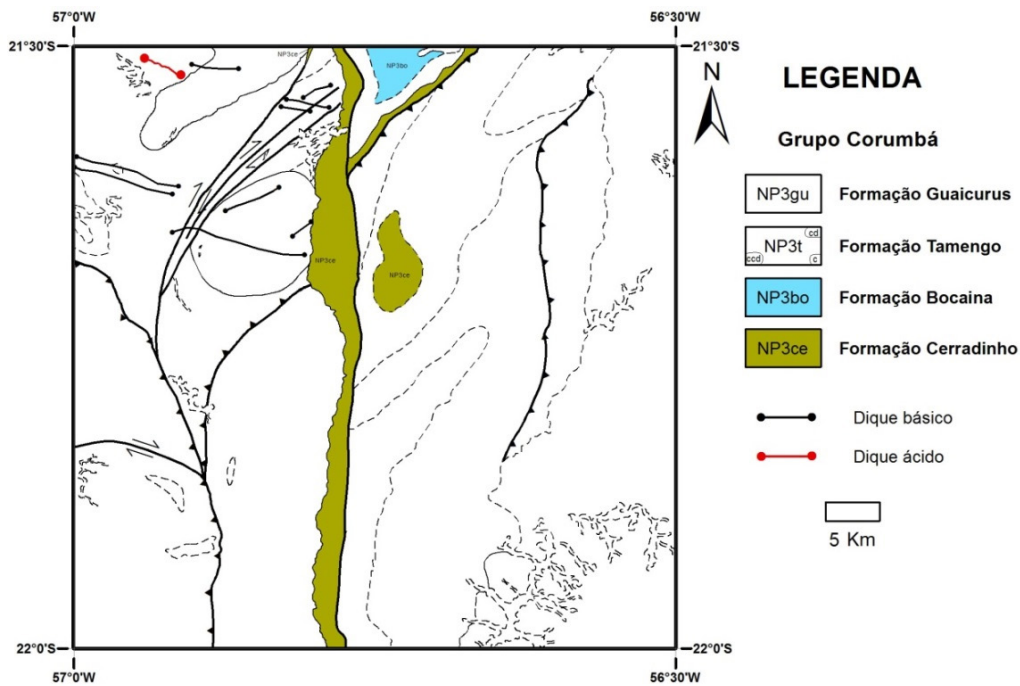 57°0'W
56°30'W
21°30'S
21°30'S
NP3ce
NP3bo
NP3ce
NP3ce
22°0'S
22°0'S
57°0'W
56°30'W
N
LEGENDA
Grupo Corumbá
NP3gu Formação Guaicurus
NP3t cd ccd c Formação Tamengo
NP3bo Formação Bocaina
NP3ce Formação Cerradinho
Dique básico
Dique ácido
5 Km